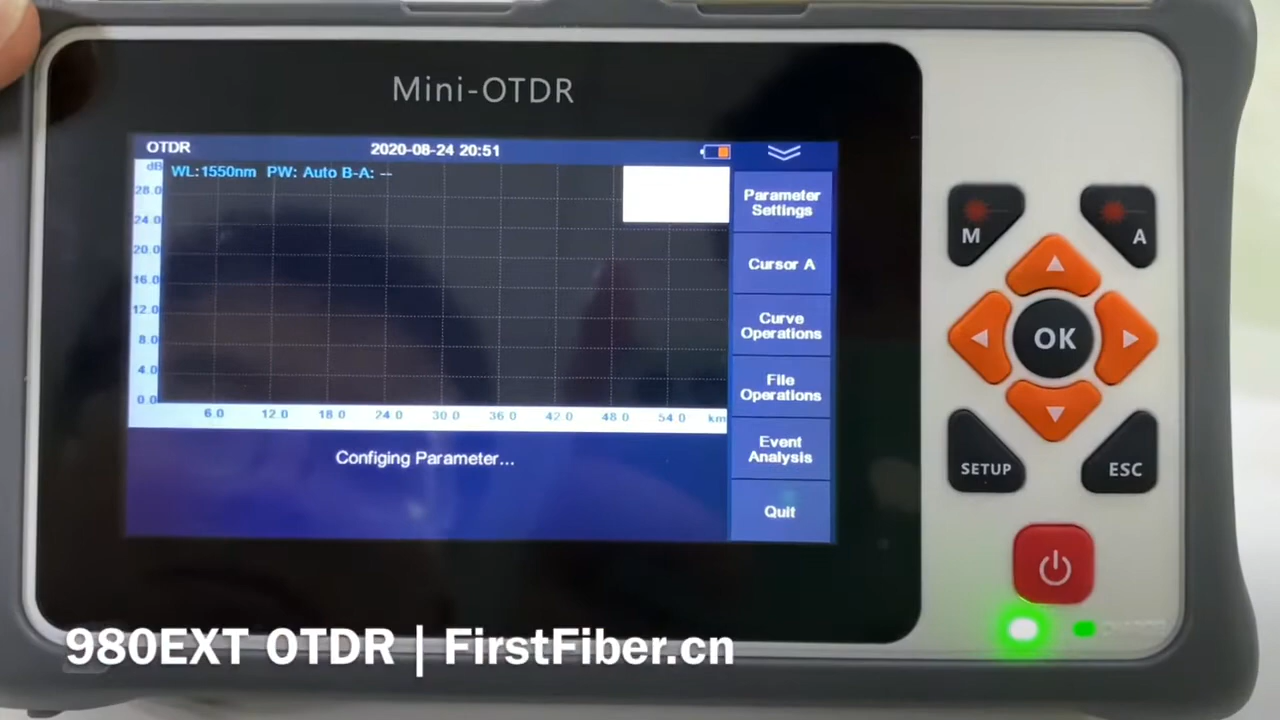 Mini-OTDR
OTDR
2020-08-24 20:51
WL:1550nm PW: Auto B-A: --
dB
28.0
24.0
20.0
16.0
12.0
8.0
4.0
0.0
6.0 12.0 18.0 24.0 30.0 36.0 42.0 48.0 54.0 km
Configing Parameter...
Parameter
Settings
Cursor A
Curve
Operations
File
Operations
Event
Analysis
Quit
M
A
OK
SETUP
ESC
980EXT OTDR | FirstFiber.cn